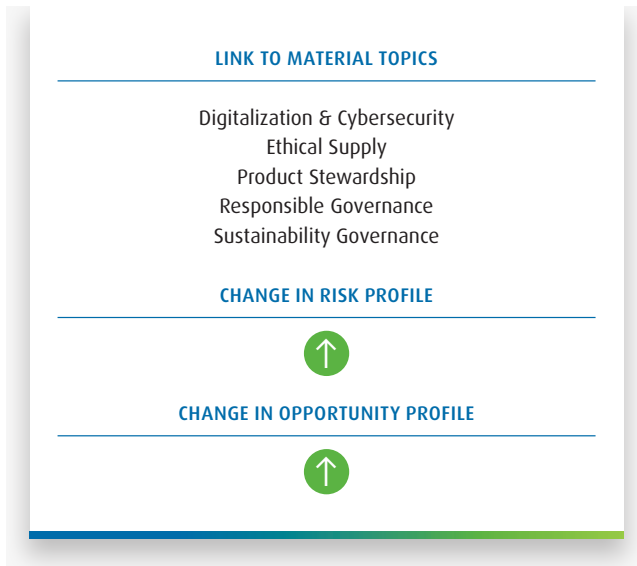 LINK TO MATERIAL TOPICS
Digitalization & Cybersecurity
Ethical Supply
Product Stewardship
Responsible Governance
Sustainability Governance
CHANGE IN RISK PROFILE
CHANGE IN OPPORTUNITY PROFILE